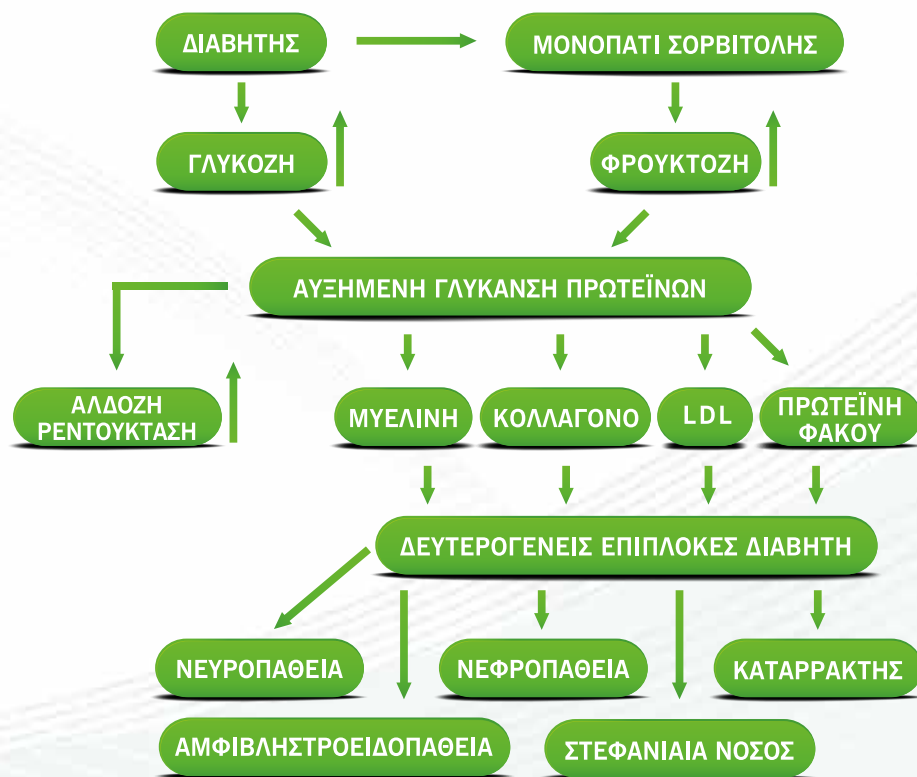 ΔΙΑΒΗΤΗΣ
ΜΟΝΟΠΑΤΙ ΣΟΡΒΙΤΟΛΗΣ
ΓΛΥΚΟΖΗ
ΦΡΟΥΚΤΟΖΗ
ΑΥΞΗΜΕΝΗ ΓΛΥΚΑΝΣΗ ΠΡΩΤΕΪΝΩΝ
ΑΛΔΟΖΗ
ΡΕΝΤΟΥΚΤΑΣΗ
ΜΥΕΛΙΝΗ
ΚΟΛΛΑΓΟΝΟ
LDL
ΠΡΩΤΕΪΝΗ
ΦΑΚΟΥ
ΔΕΥΤΕΡΟΓΕΝΕΙΣ ΕΠΙΠΛΟΚΕΣ ΔΙΑΒΗΤΗ
ΝΕΥΡΟΠΑΘΕΙΑ
ΝΕΦΡΟΠΑΘΕΙΑ
ΚΑΤΑΡΡΑΚΤΗΣ
ΑΜΦΙΒΛΗΣΤΡΟΕΙΔΟΠΑΘΕΙΑ
ΣΤΕΦΑΝΙΑΙΑ ΝΟΣΟΣ